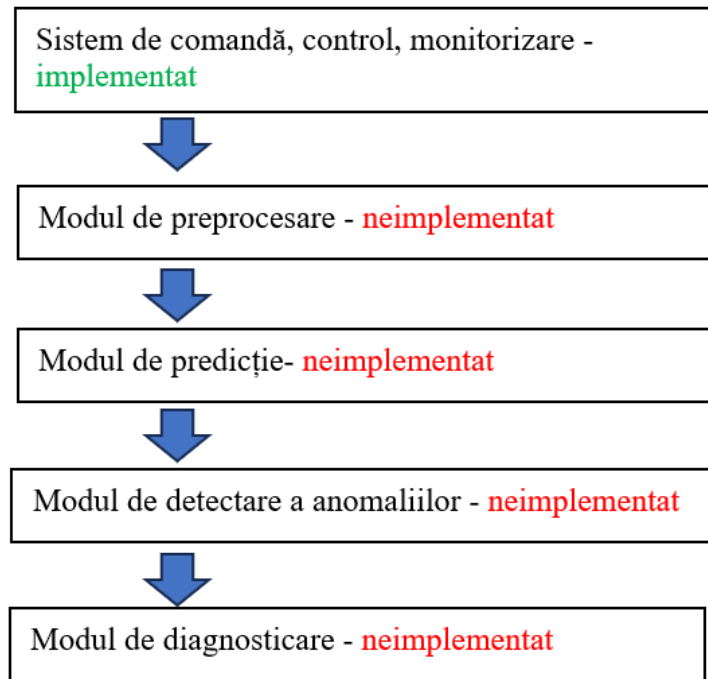 Sistem de comandă, control, monitorizare -
implementat
Modul de preprocesare - neimplementat
Modul de predicție- neimplementat
Modul de detectare a anomaliilor - neimplementat
Modul de diagnosticare - neimplementat